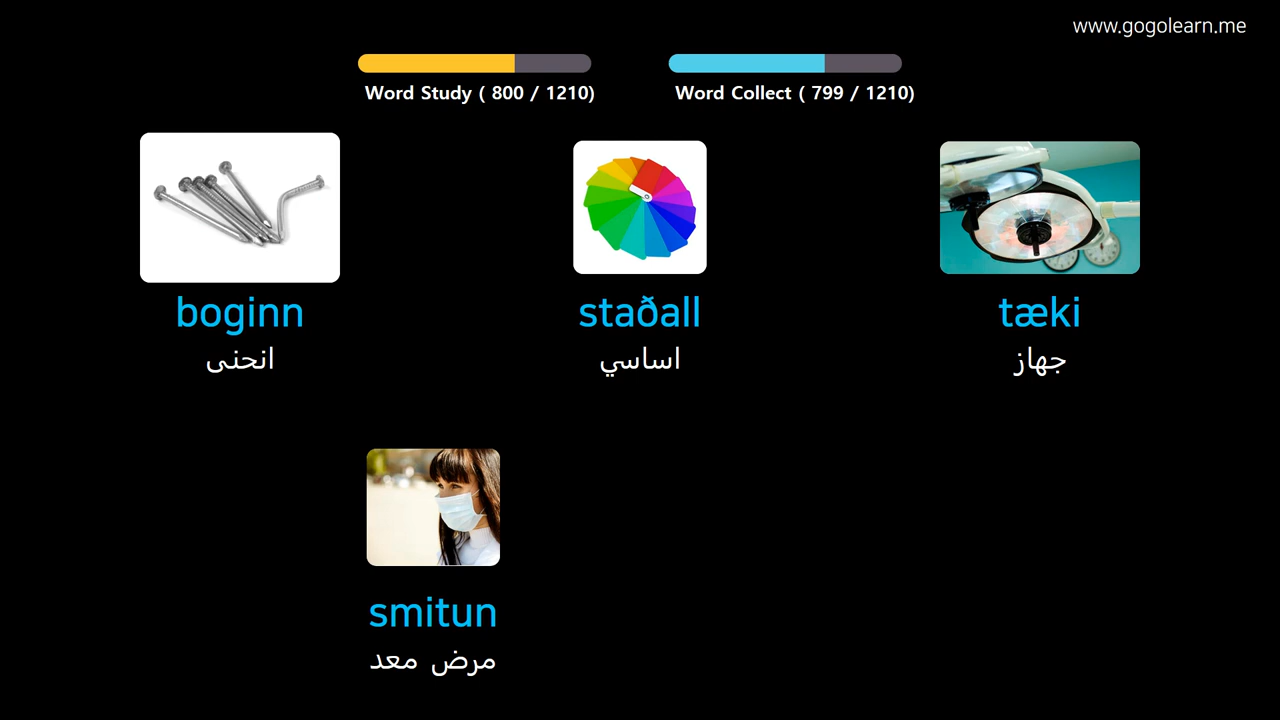 www.gogolearn.me
Word Study ( 800 / 1210)
Word Collect ( 799 / 1210)
boginn
انحنى
staðall
اساسي
tæki
جهاز
smitun
مرض معد